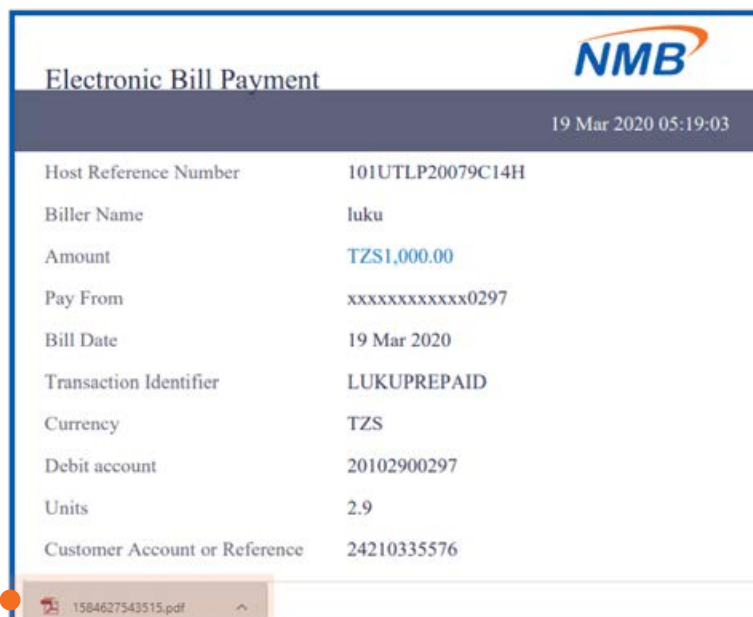 NMB
Electronic Bill Payment
19 Mar 2020 05:19:03
Host Reference Number 101UTLP20079C14H
Biller Name luku
Amount TZS1,000.00
Pay From xxxxxxxxxxxx0297
Bill Date 19 Mar 2020
Transaction Identifier LUKUPREPAID
Currency TZS
Debit account 20102900297
Units 2.9
Customer Account or Reference 24210335576
1584627543515.pdf